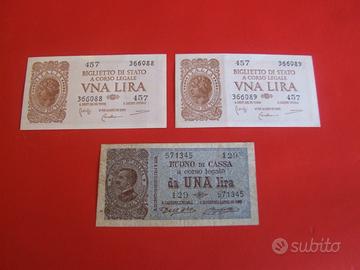 457 366088
BIGLIETTO DI STATO
A CORSO LEGALE
VNA LIRA
366088 457
457 366089
BIGLIETTO DI STATO
A CORSO LEGALE
VNA LIRA
366089 457
571345 129
BUONO DI CASSA
a corso legale
da UNA lira
129 571345
subito